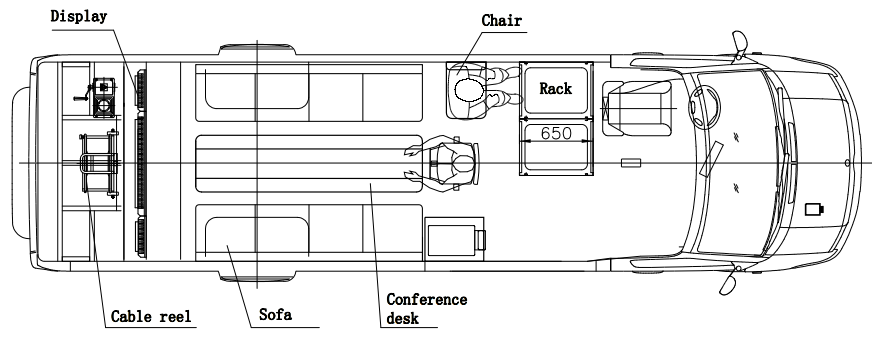 Display
Chair
Rack
650
Cable reel
Sofa
Conference
desk